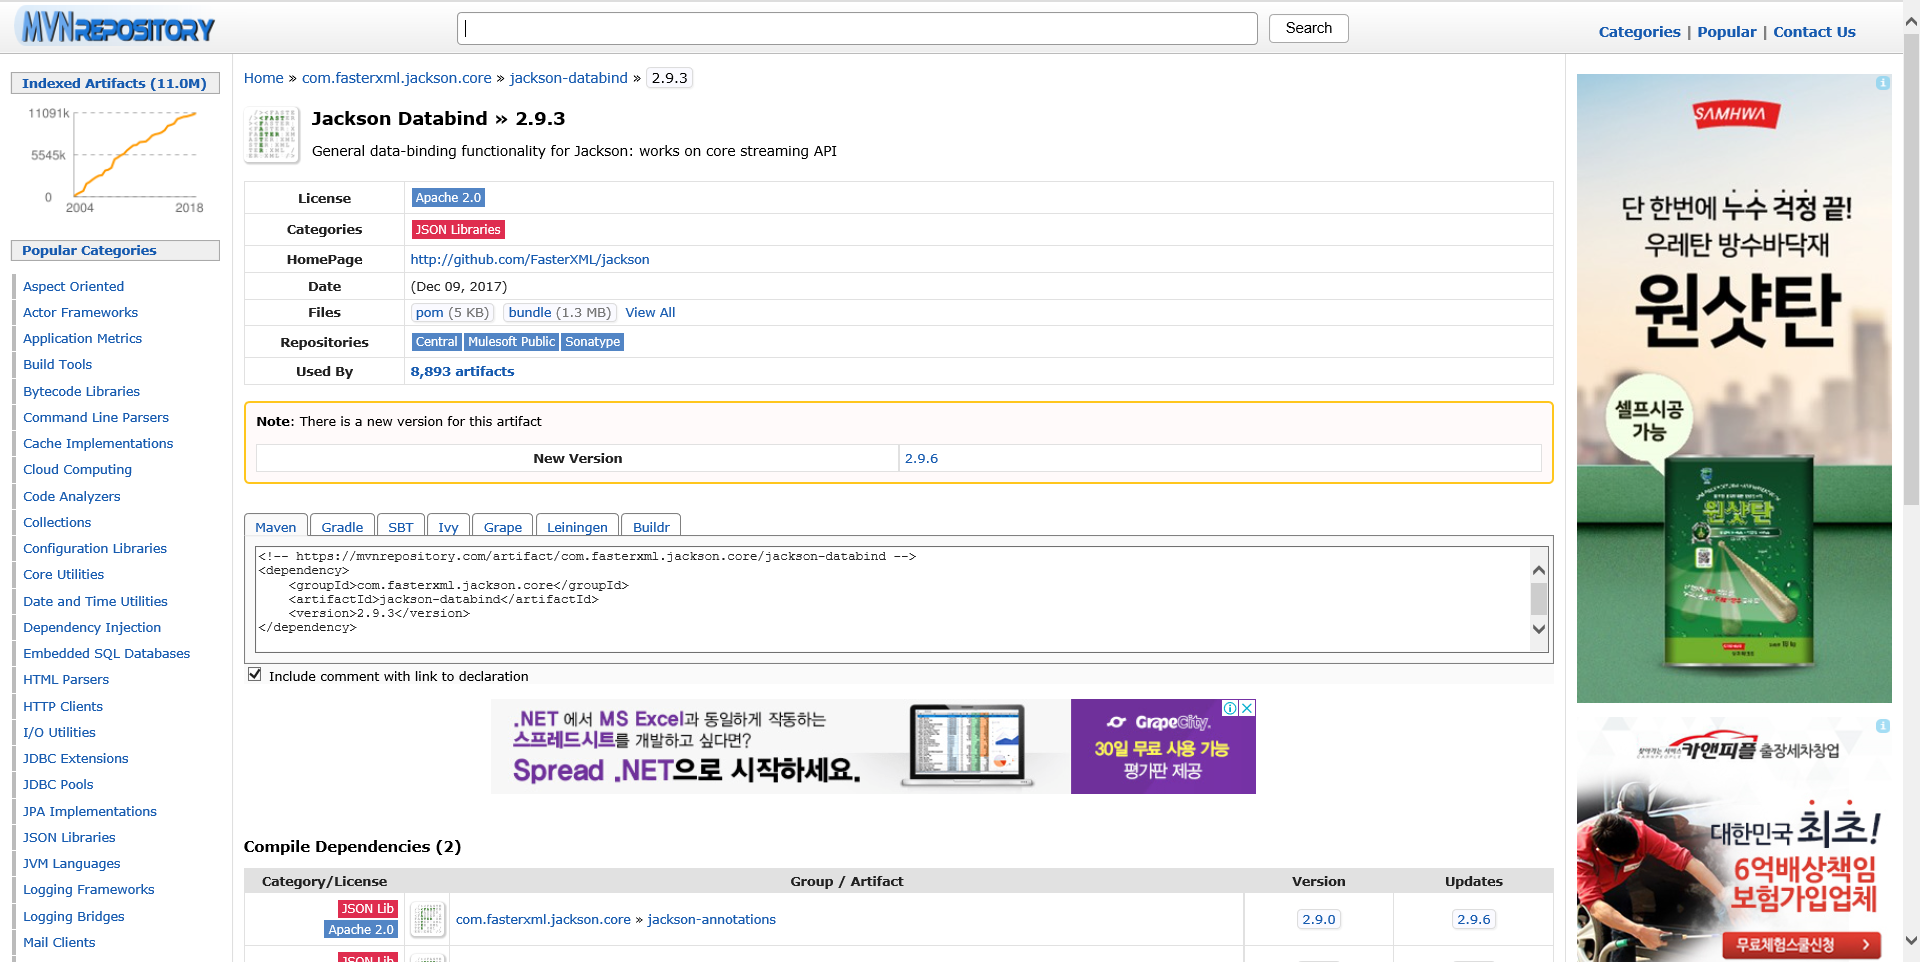 MVNREPOSITORY
Search
Categories | Popular | Contact Us
Indexed Artifacts (11.0M)
11091k
5545k
0
2004
2018
Popular Categories
Aspect Oriented
Actor Frameworks
Application Metrics
Build Tools
Bytecode Libraries
Command Line Parsers
Cache Implementations
Cloud Computing
Code Analyzers
Collections
Configuration Libraries
Core Utilities
Date and Time Utilities
Dependency Injection
Embedded SQL Databases
HTML Parsers
HTTP Clients
I/O Utilities
JDBC Extensions
JDBC Pools
JPA Implementations
JSON Libraries
JVM Languages
Logging Frameworks
Logging Bridges
Mail Clients
Home » com.fasterxml.jackson.core » jackson-databind » 2.9.3
Jackson Databind » 2.9.3
General data-binding functionality for Jackson: works on core streaming API
License Apache 2.0
Categories JSON Libraries
HomePage http://github.com/FasterXML/jackson
Date (Dec 09, 2017)
Files pom (5 KB) bundle (1.3 MB) View All
Repositories Central Mulesoft Public Sonatype
Used By 8,893 artifacts
Note: There is a new version for this artifact
New Version 2.9.6
Maven Gradle SBT Ivy Grape Leiningen Buildr
<!-- https://mvnrepository.com/artifact/com.fasterxml.jackson.core/jackson-databind -->
<dependency>
<groupId>com.fasterxml.jackson.core</groupId>
<artifactId>jackson-databind</artifactId>
<version>2.9.3</version>
</dependency>
Include comment with link to declaration
.NET 에서 MS Excel과 동일하게 작동하는
스프레드시트를 개발하고 싶다면?
Spread .NET으로 시작하세요.
GrapeCity.
30일 무료 사용 가능
평가판 제공
Compile Dependencies (2)
Category/License Group / Artifact Version Updates
JSON Lib
Apache 2.0
com.fasterxml.jackson.core » jackson-annotations 2.9.0 2.9.6
JSON Lib
SAMHWA
단 한번에 누수 걱정 끝!
우레탄 방수바닥재
원샷탄
셀프시공
가능
원샷탄
찾아가는 서비스 카앤피플 출장세차창업
대한민국 최초!
6억배상책임
보험가입업체
무료체험스쿨신청